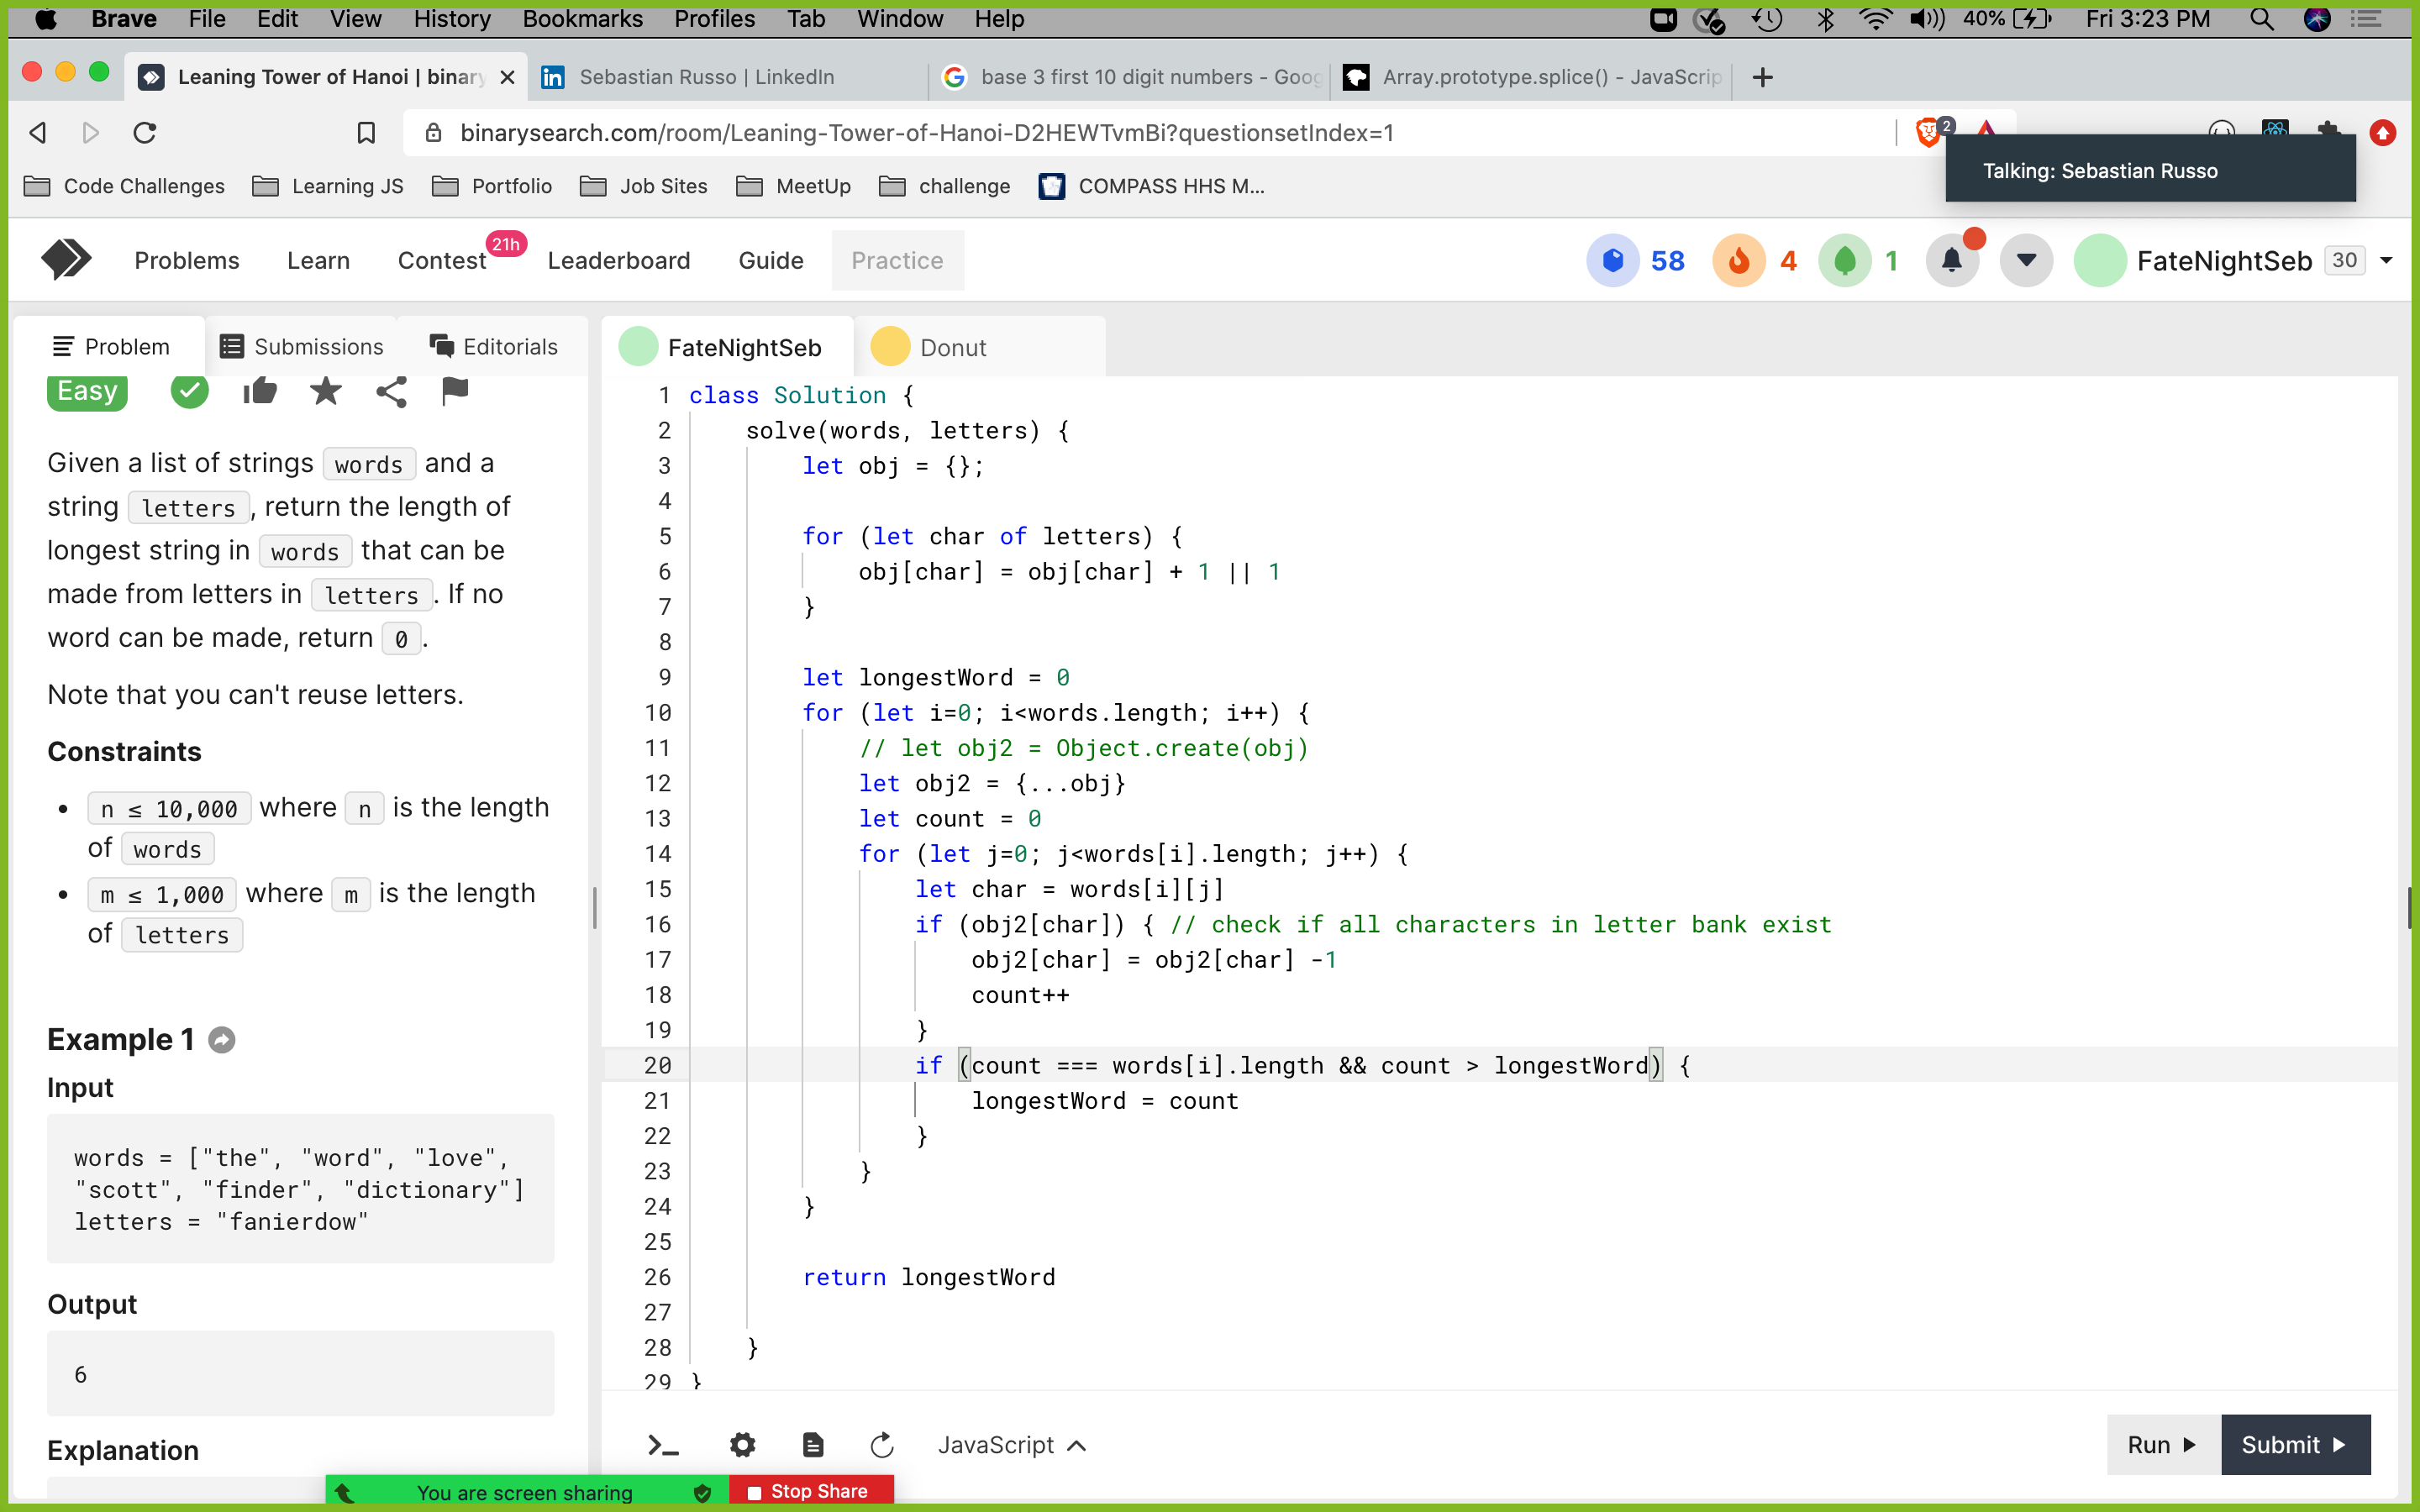 Brave File Edit View History Bookmarks Profiles Tab Window Help 40% Fri 3:23 PM
Leaning Tower of Hanoi | binary Sebastian Russo | LinkedIn base 3 first 10 digit numbers - Goog Array.prototype.splice() - JavaScrip
binarysearch.com/room/Leaning-Tower-of-Hanoi-D2HEWTvmBi?questionsetIndex=1 2
Talking: Sebastian Russo
Code Challenges Learning JS Portfolio Job Sites MeetUp challenge COMPASS HHS M...
Problems Learn Contest 21h Leaderboard Guide Practice 58 4 1 FateNightSeb 30
Problem Submissions Editorials
Easy
Given a list of strings words and a
string letters, return the length of
longest string in words that can be
made from letters in letters. If no
word can be made, return 0.
Note that you can't reuse letters.
Constraints
• n ≤ 10,000 where n is the length
of words
• m ≤ 1,000 where m is the length
of letters
Example 1
Input
words = ["the", "word", "love",
"scott", "finder", "dictionary"]
letters = "fanierdow"
Output
6
Explanation
FateNightSeb Donut
1 class Solution {
2 solve(words, letters) {
3 let obj = {};
4
5 for (let char of letters) {
6 obj[char] = obj[char] + 1 || 1
7 }
8
9 let longestWord = 0
10 for (let i=0; i<words.length; i++) {
11 // let obj2 = Object.create(obj)
12 let obj2 = {...obj}
13 let count = 0
14 for (let j=0; j<words[i].length; j++) {
15 let char = words[i][j]
16 if (obj2[char]) { // check if all characters in letter bank exist
17 obj2[char] = obj2[char] -1
18 count++
19 }
20 if (count === words[i].length && count > longestWord) {
21 longestWord = count
22 }
23 }
24 }
25
26 return longestWord
27
28 }
29 }
JavaScript Run Submit
You are screen sharing Stop Share